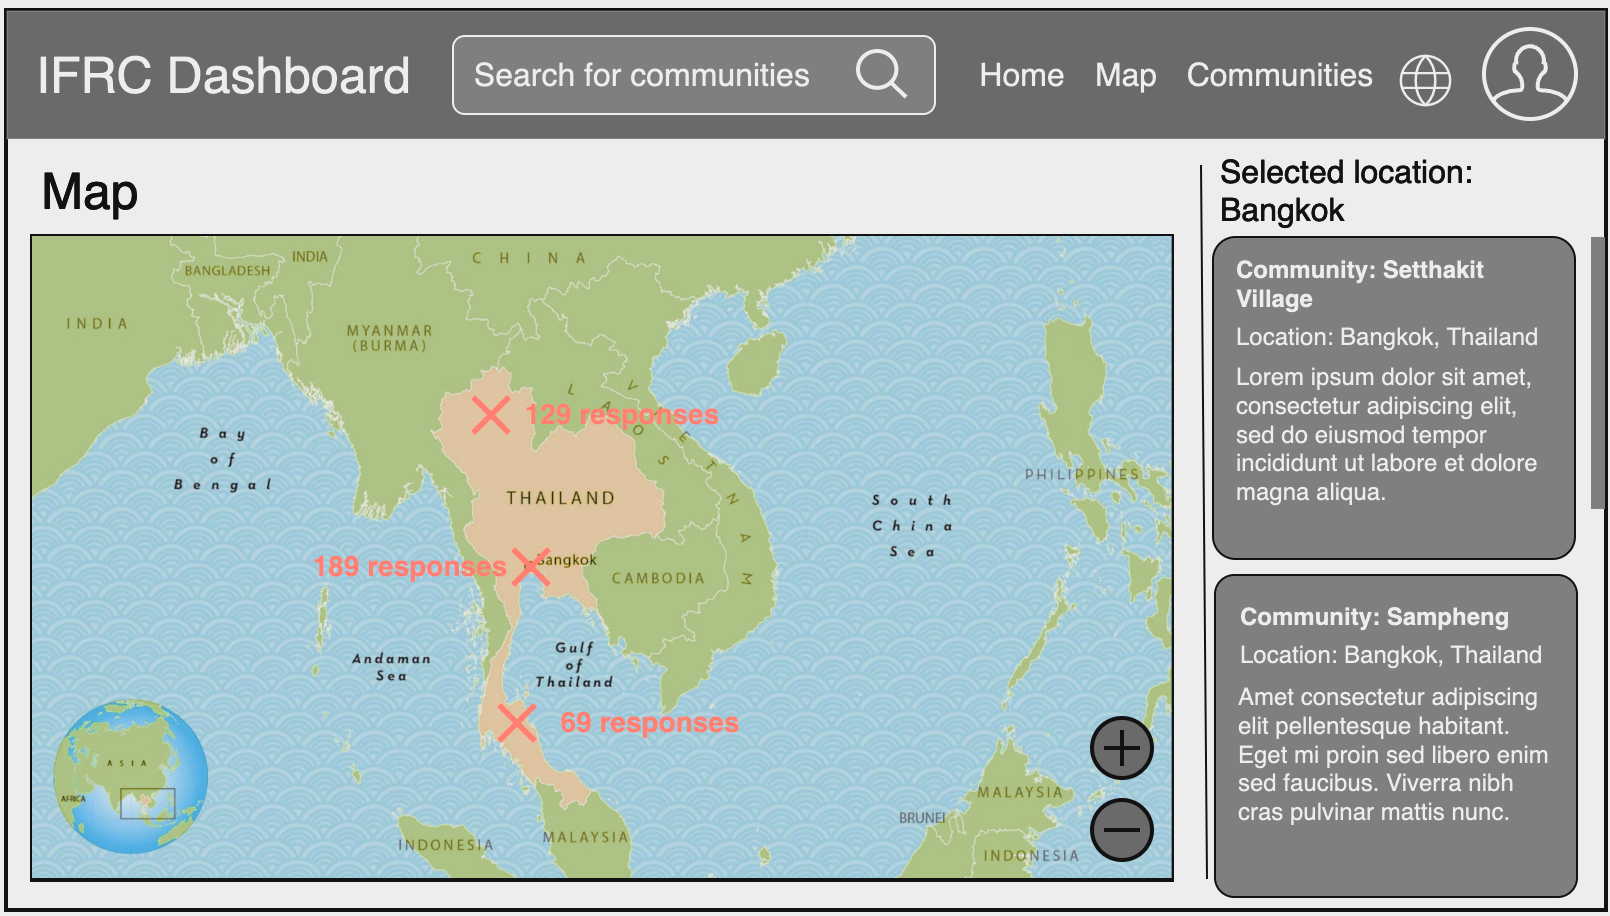 IFRC Dashboard
Search for communities
Home
Map
Communities
Map
Selected location:
Bangkok
INDIA
BANGLADESH
INDIA
CHINA
MYANMAR
(BURMA)
LAOS
VIETNAM
129 responses
Bay
of
Bengal
THAILAND
PHILIPPINES
South
China
Sea
189 responses
Bangkok
CAMBODIA
Andaman
Sea
Gulf
of
Thailand
69 responses
ASIA
AFRICA
INDONESIA
MALAYSIA
BRUNEI
MALAYSIA
INDONESIA
Community: Setthakit
Village
Location: Bangkok, Thailand
Lorem ipsum dolor sit amet,
consectetur adipiscing elit,
sed do eiusmod tempor
incididunt ut labore et dolore
magna aliqua.
Community: Sampheng
Location: Bangkok, Thailand
Amet consectetur adipiscing
elit pellentesque habitant.
Eget mi proin sed libero enim
sed faucibus. Viverra nibh
cras pulvinar mattis nunc.